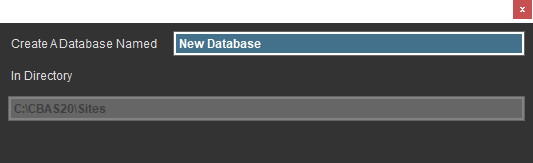 x
Create A Database Named New Database
In Directory
C:\CBAS20\Sites